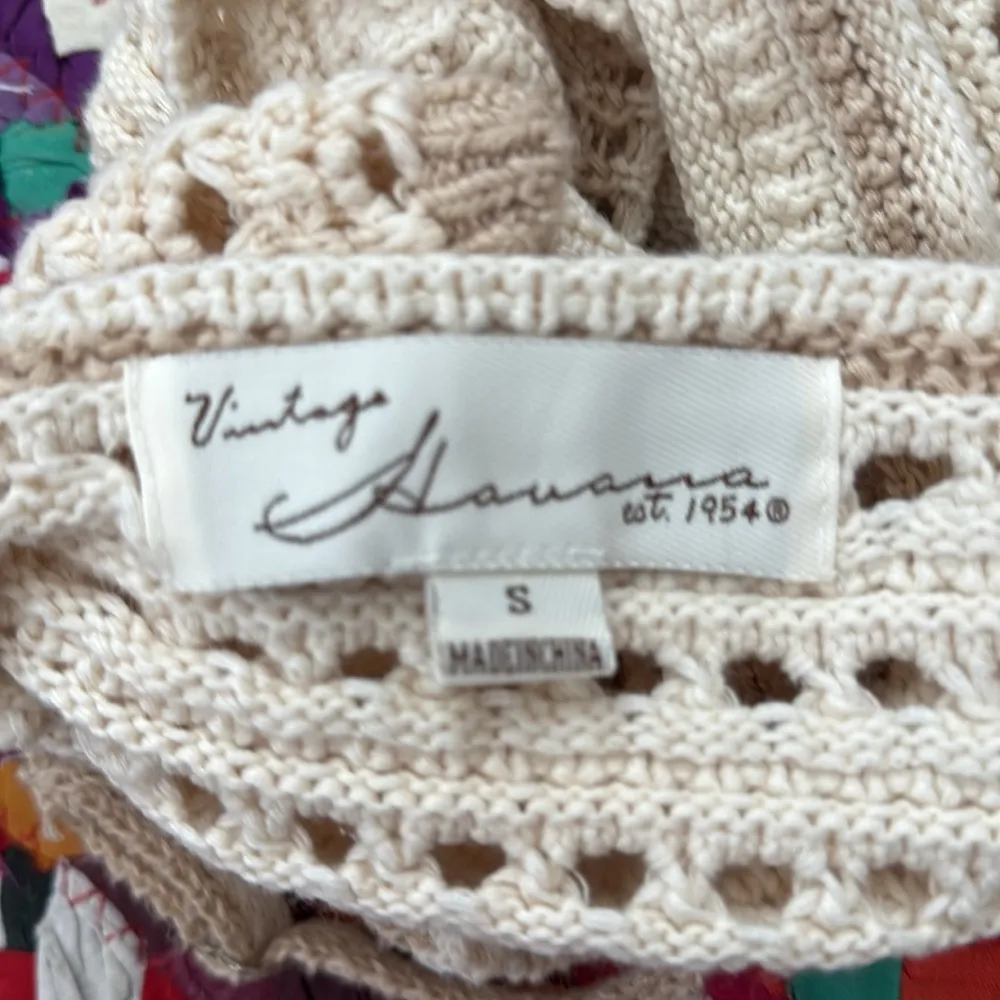 Vintage
Havana
est. 1954®
S
MADE IN CHINA